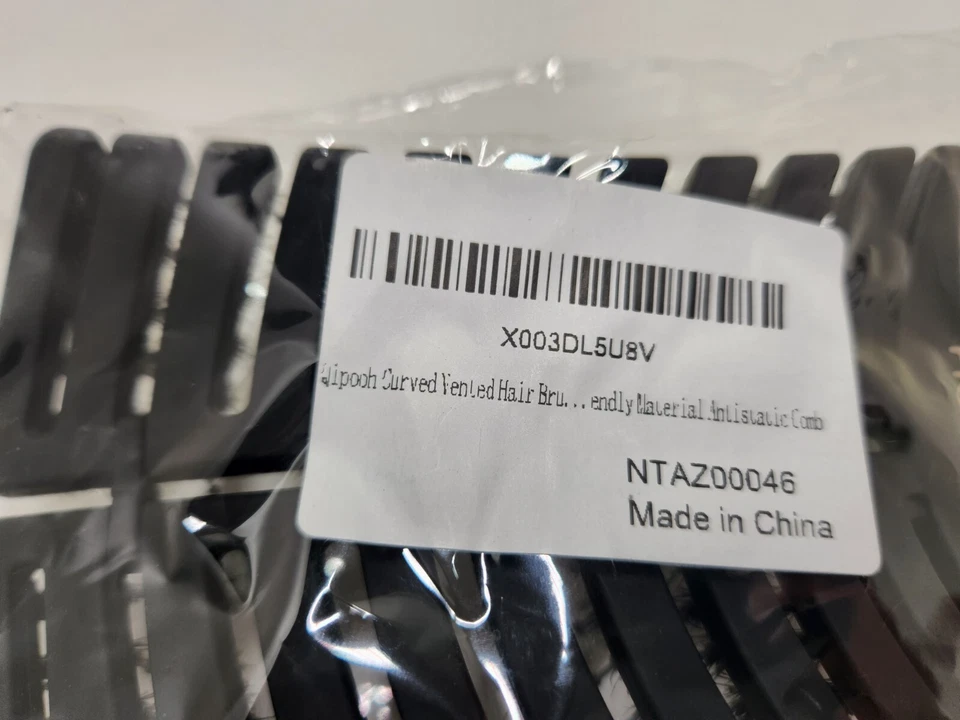 X003DL5U8V
Curved Vented Hair Bru...endly Material Antistatic Comb
NTAZ00046
Made in China